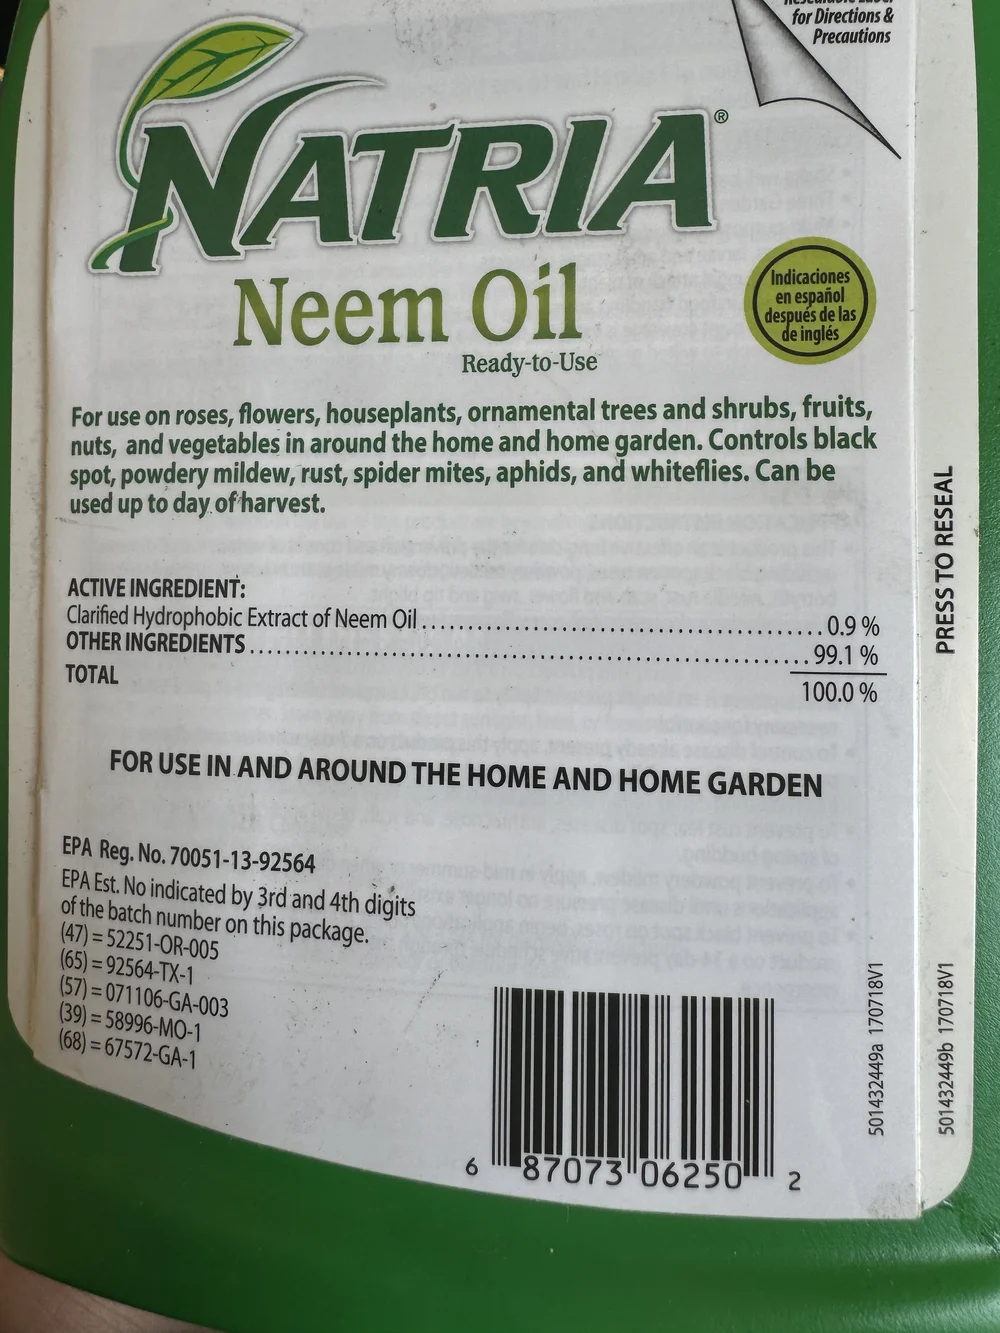 for Directions &
Precautions
NATRIA®
Neem Oil
Ready-to-Use
Indicaciones
en español
después de las
de inglés
For use on roses, flowers, houseplants, ornamental trees and shrubs, fruits,
nuts, and vegetables in around the home and home garden. Controls black
spot, powdery mildew, rust, spider mites, aphids, and whiteflies. Can be
used up to day of harvest.
ACTIVE INGREDIENT:
Clarified Hydrophobic Extract of Neem Oil........................................0.9 %
OTHER INGREDIENTS........................................99.1 %
TOTAL 100.0 %
FOR USE IN AND AROUND THE HOME AND HOME GARDEN
EPA Reg. No. 70051-13-92564
EPA Est. No indicated by 3rd and 4th digits
of the batch number on this package.
(47) = 52251-OR-005
(65) = 92564-TX-1
(57) = 071106-GA-003
(39) = 58996-MO-1
(68) = 67572-GA-1
6 87073 06250 2
501432449a 170718V1
PRESS TO RESEAL
501432449b 170718V1